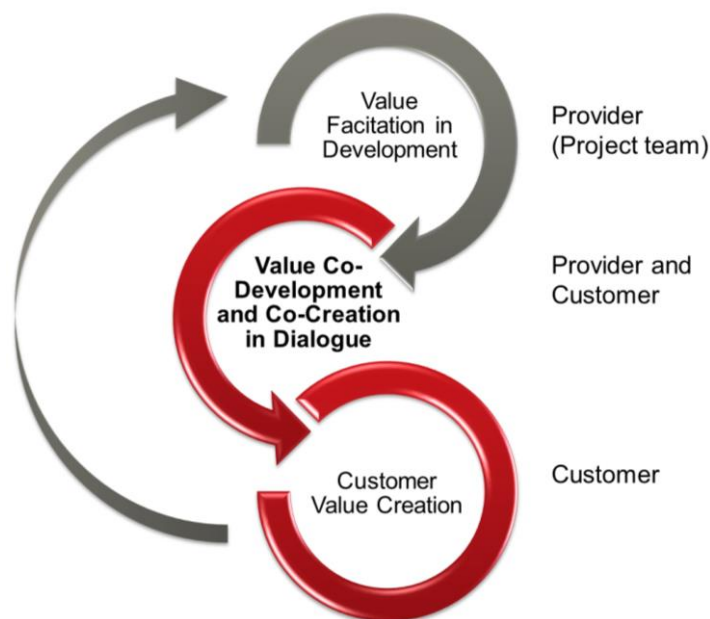 Value
Facitation in
Development
Provider
(Project team)
Value Co-
Development
and Co-Creation
in Dialogue
Provider and
Customer
Customer
Value Creation
Customer